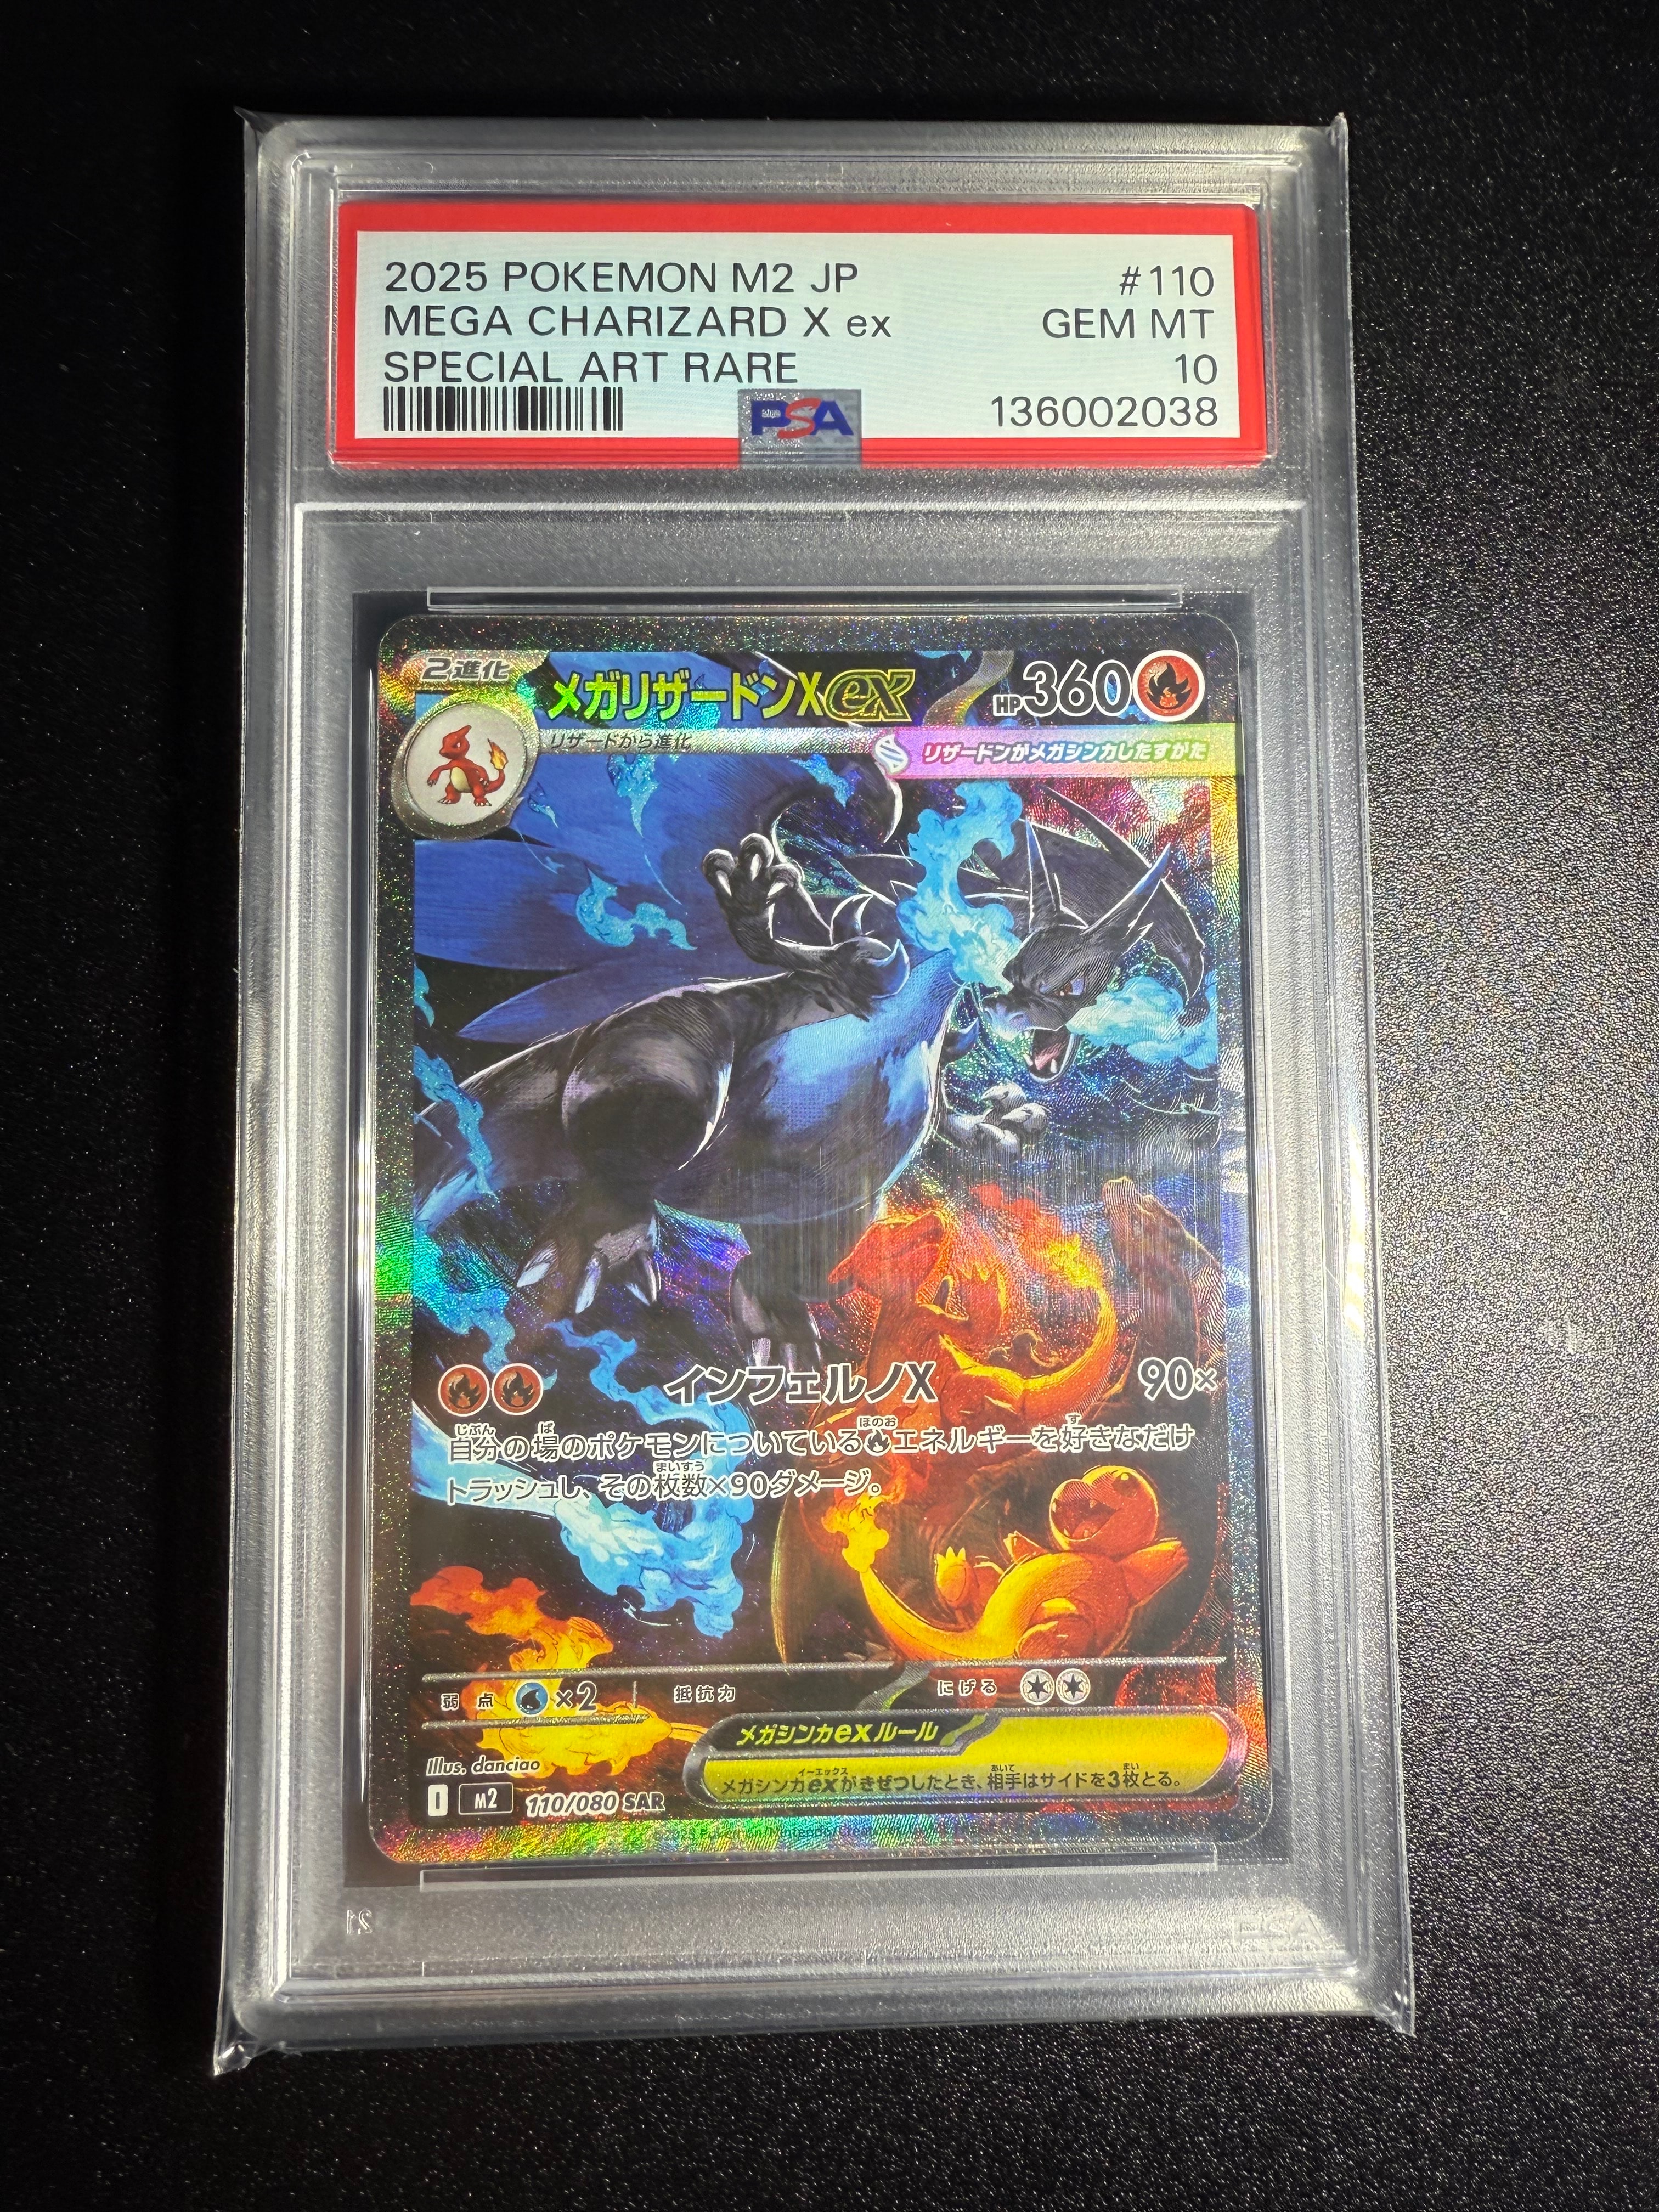 2025 POKEMON M2 JP #110
MEGA CHARIZARD X ex GEM MT
SPECIAL ART RARE 10
PSA 136002038
2進化 メガリザードンXex HP360
リザードから進化 リザードンがメガシンカしたすがた
インフェルノX 90×
自分の場のポケモンについているエネルギーを好きなだけ
トラッシュし、その枚数×90ダメージ。
弱点 ×2 抵抗力 にげる
メガシンカexルール
メガシンカexがきぜつしたとき、相手はサイドを3枚とる。
Illus. danciao
I M2 110/080 SAR
21 PSA